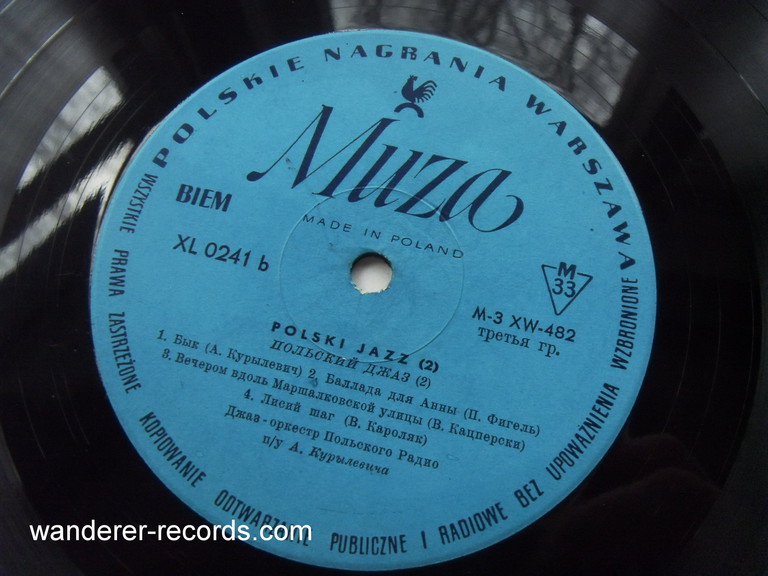 POLSKIE NAGRANIA WARSZAWA
Muza
MADE IN POLAND
BIEM
XL 0241 b
M
33
M-3 XW-482
третья гр.
POLSKI JAZZ (2)
ПОЛЬСКИЙ ДЖАЗ (2)
1. Бык (А. Курылевич) 2. Баллада для Анны (П. Фигель)
3. Вечером вдоль Маршалковской улицы (В. Кацперски)
4. Лисий шаг (В. Кароляк)
Джаз-оркестр Польского Радио
п/у А. Курылевича
WSZYSTKIE PRAWA ZASTRZEŻONE KOPIOWANIE ODTWARZANIE PUBLICZNE I RADIOWE BEZ UPOWAŻNIENIA WZBRONIONE
wanderer-records.com